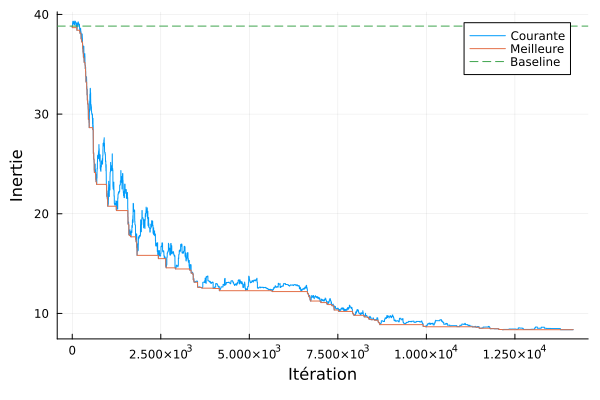 40
30
20
10
Inertie
Courante
Meilleure
Baseline
0
2.500×10³
5.000×10³
7.500×10³
1.000×10⁴
1.250×10⁴
Itération